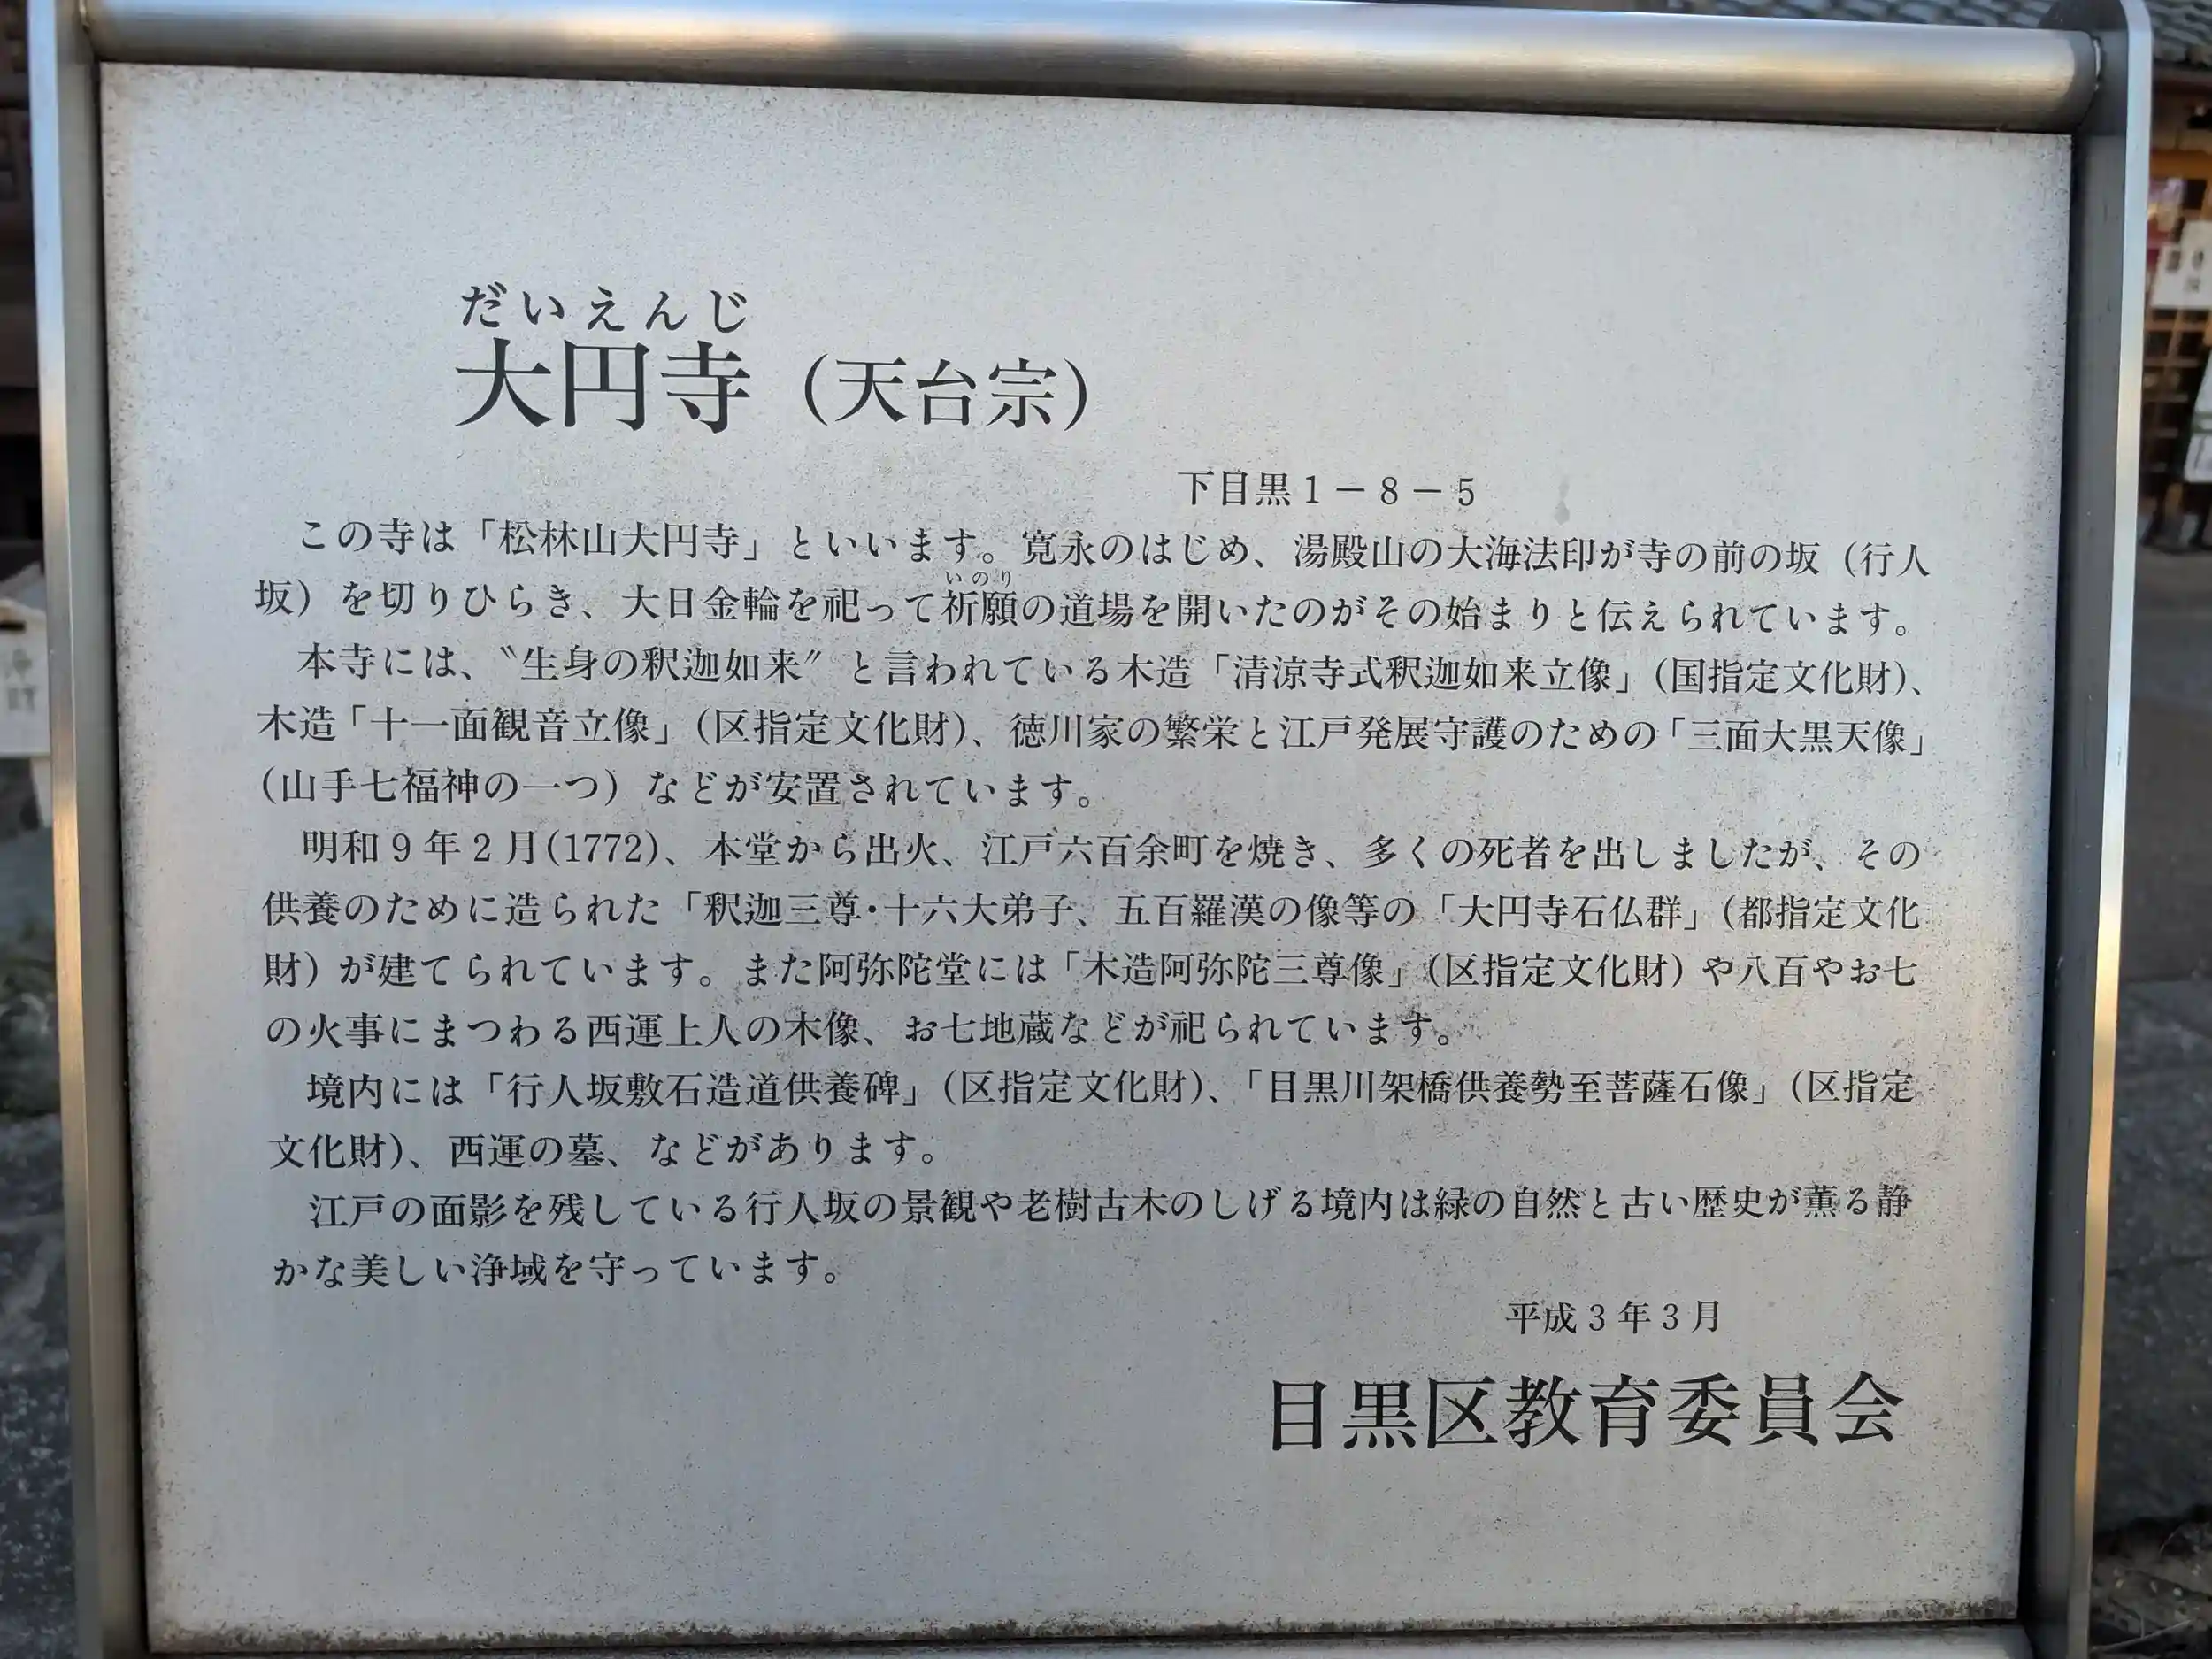 だいえんじ
大円寺（天台宗）
下目黒1－8－5
この寺は「松林山大円寺」といいます。寛永のはじめ、湯殿山の大海法印が寺の前の坂（行人
いのり
坂）を切りひらき、大日金輪を祀って祈願の道場を開いたのがその始まりと伝えられています。
本寺には、〝生身の釈迦如来〞と言われている木造「清涼寺式釈迦如来立像」（国指定文化財）、
木造「十一面観音立像」（区指定文化財）、徳川家の繁栄と江戸発展守護のための「三面大黒天像」
（山手七福神の一つ）などが安置されています。
明和9年2月(1772)、本堂から出火、江戸六百余町を焼き、多くの死者を出しましたが、その
供養のために造られた「釈迦三尊・十六大弟子、五百羅漢の像等の「大円寺石仏群」（都指定文化
財）が建てられています。また阿弥陀堂には「木造阿弥陀三尊像」（区指定文化財）や八百やお七
の火事にまつわる西運上人の木像、お七地蔵などが祀られています。
境内には「行人坂敷石造道供養碑」（区指定文化財）、「目黒川架橋供養勢至菩薩石像」（区指定
文化財）、西運の墓、などがあります。
江戸の面影を残している行人坂の景観や老樹古木のしげる境内は緑の自然と古い歴史が薫る静
かな美しい浄域を守っています。
平成3年3月
目黒区教育委員会